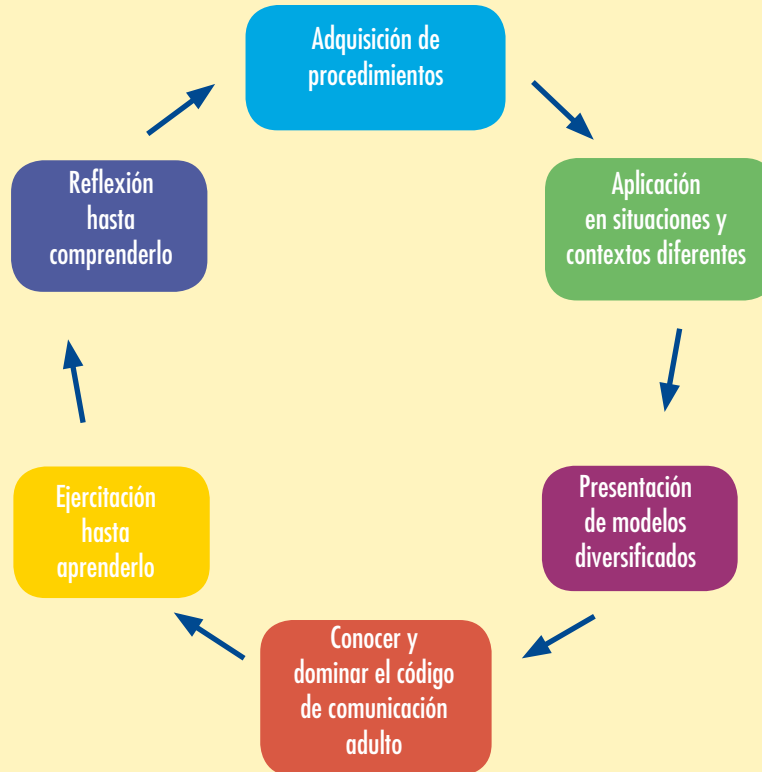 Adquisición de
procedimientos
Aplicación
en situaciones y
contextos diferentes
Presentación
de modelos
diversificados
Conocer y
dominar el código
de comunicación
adulto
Ejercitación
hasta
aprenderlo
Reflexión
hasta
comprenderlo